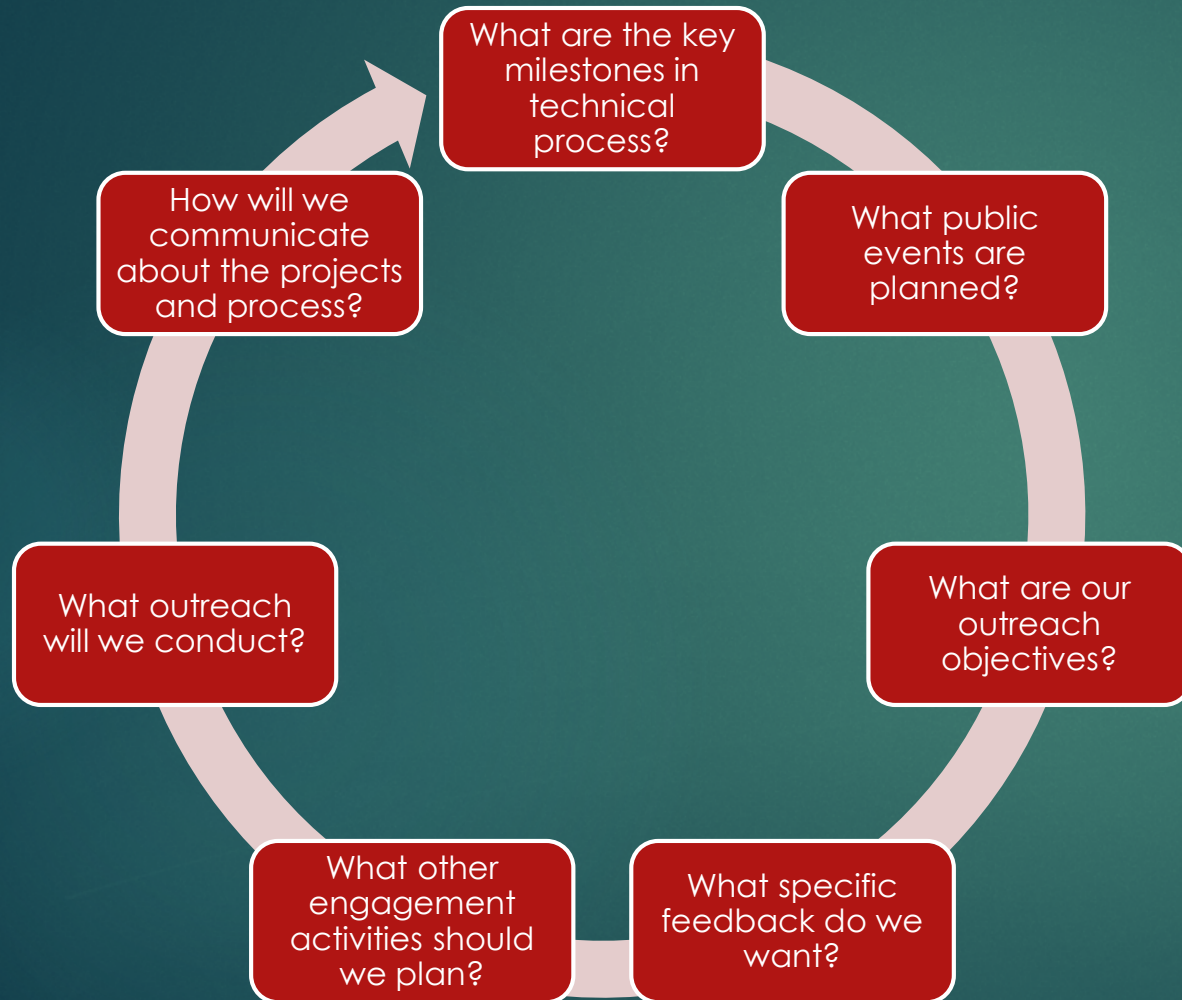 What are the key
milestones in
technical
process?
What public
events are
planned?
What are our
outreach
objectives?
What specific
feedback do we
want?
What other
engagement
activities should
we plan?
What outreach
will we conduct?
How will we
communicate
about the projects
and process?